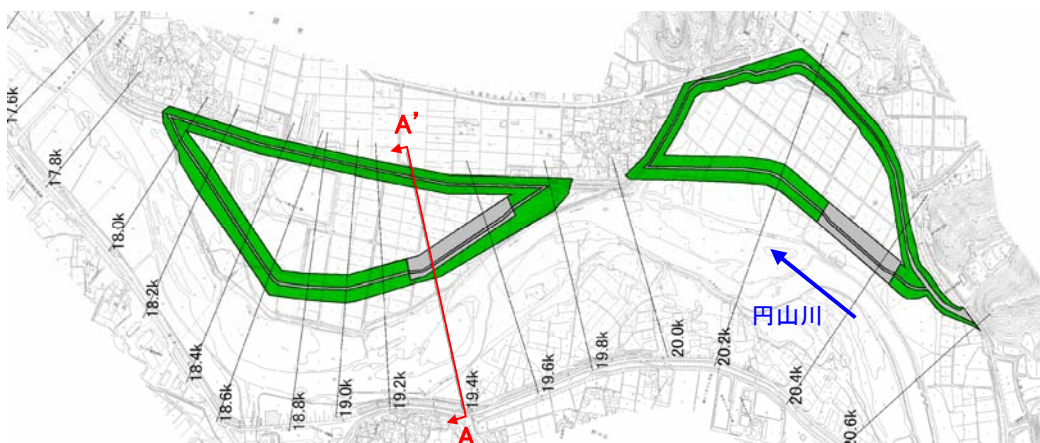 17.6k
17.8k
18.0k
18.2k
18.4k
18.6k
18.8k
19.0k
19.2k
19.4k
19.6k
19.8k
20.0k
20.2k
20.4k
20.6k
A'
A
円山川